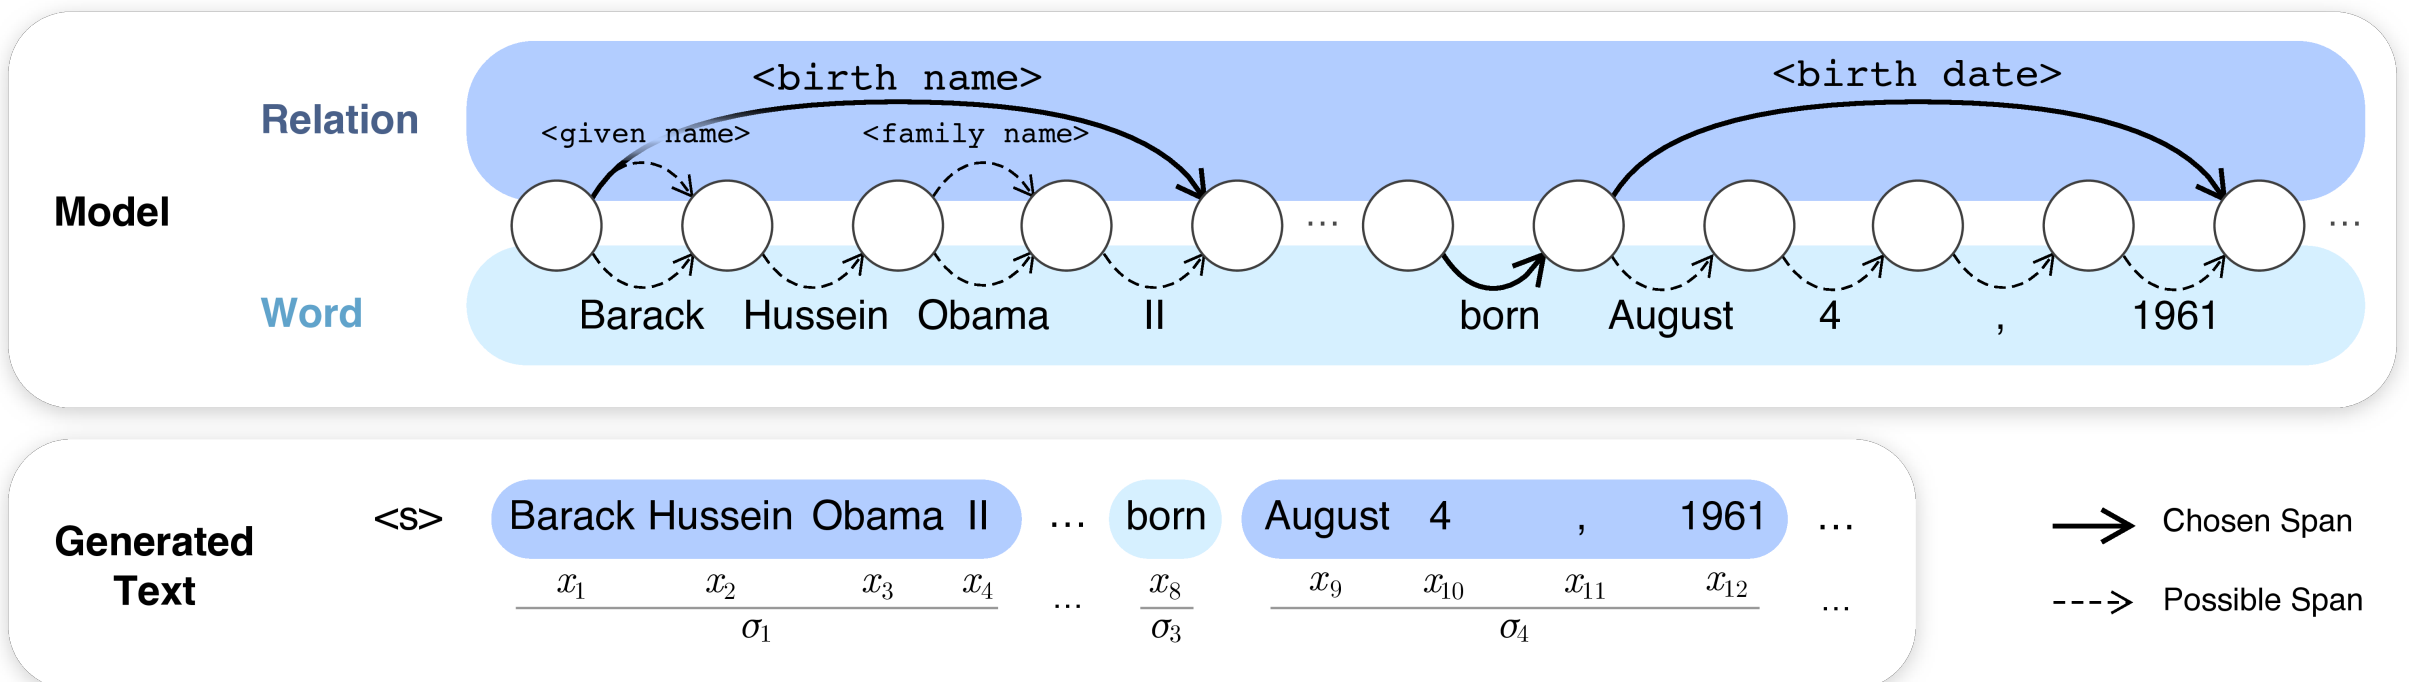 <birth name> <birth date>
Relation <given name> <family name>
Model ... ...
Word Barack Hussein Obama II born August 4 , 1961
<s> Barack Hussein Obama II ... born August 4 , 1961 ...
Generated Text
x1 x2 x3 x4 ... x8 x9 x10 x11 x12 ...
σ1 σ3 σ4
Chosen Span
Possible Span